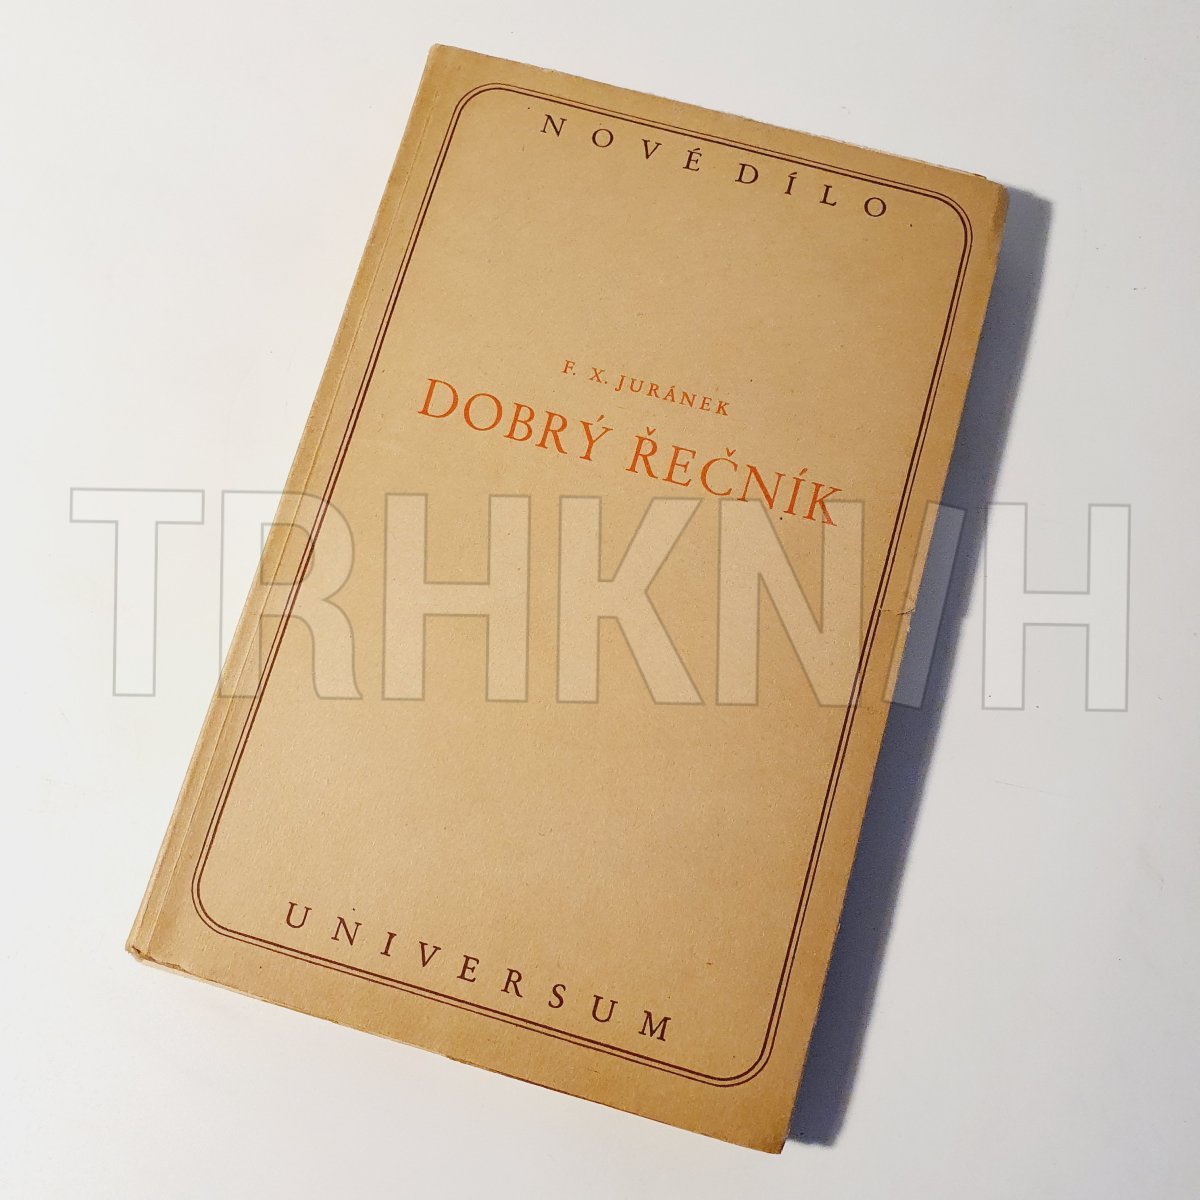 NOVÉ DÍLO
F. X. JURÁNEK
DOBRÝ ŘEČNÍK
TRHKNIH
UNIVERSUM